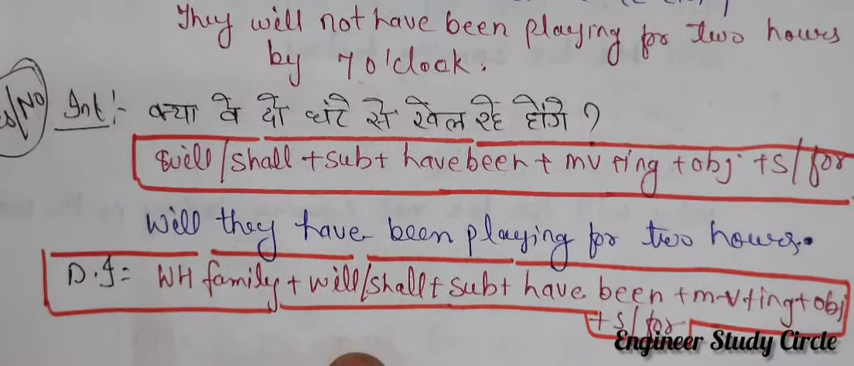 They will not have been playing for two hours
by 7 o'clock.
s/No Int:- क्या वे दो घंटे से खेल रहे होंगे ?
will/shall + sub + have been + mv + ing + obj + s/for
Will they have been playing for two hours.
D.I = WH family + will/shall + sub + have been + m-v + ing + obj
+ s/for
Engineer Study Circle